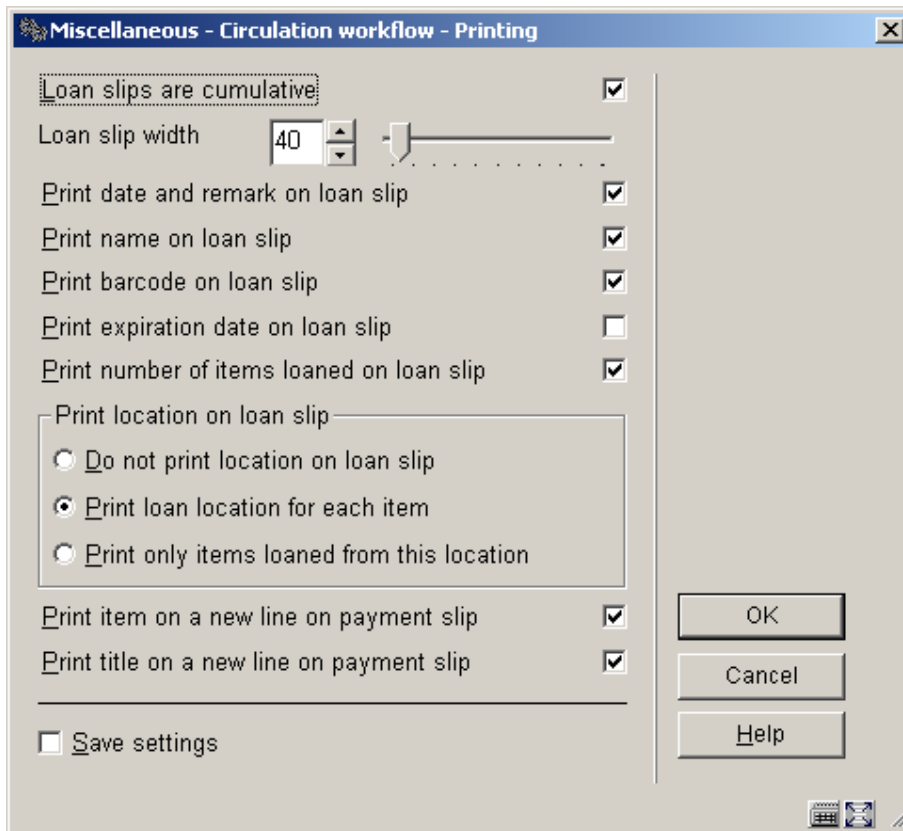 Miscellaneous - Circulation workflow - Printing
Loan slips are cumulative
Loan slip width 40
Print date and remark on loan slip
Print name on loan slip
Print barcode on loan slip
Print expiration date on loan slip
Print number of items loaned on loan slip
Print location on loan slip
Do not print location on loan slip
Print loan location for each item
Print only items loaned from this location
Print item on a new line on payment slip
Print title on a new line on payment slip
Save settings
OK
Cancel
Help